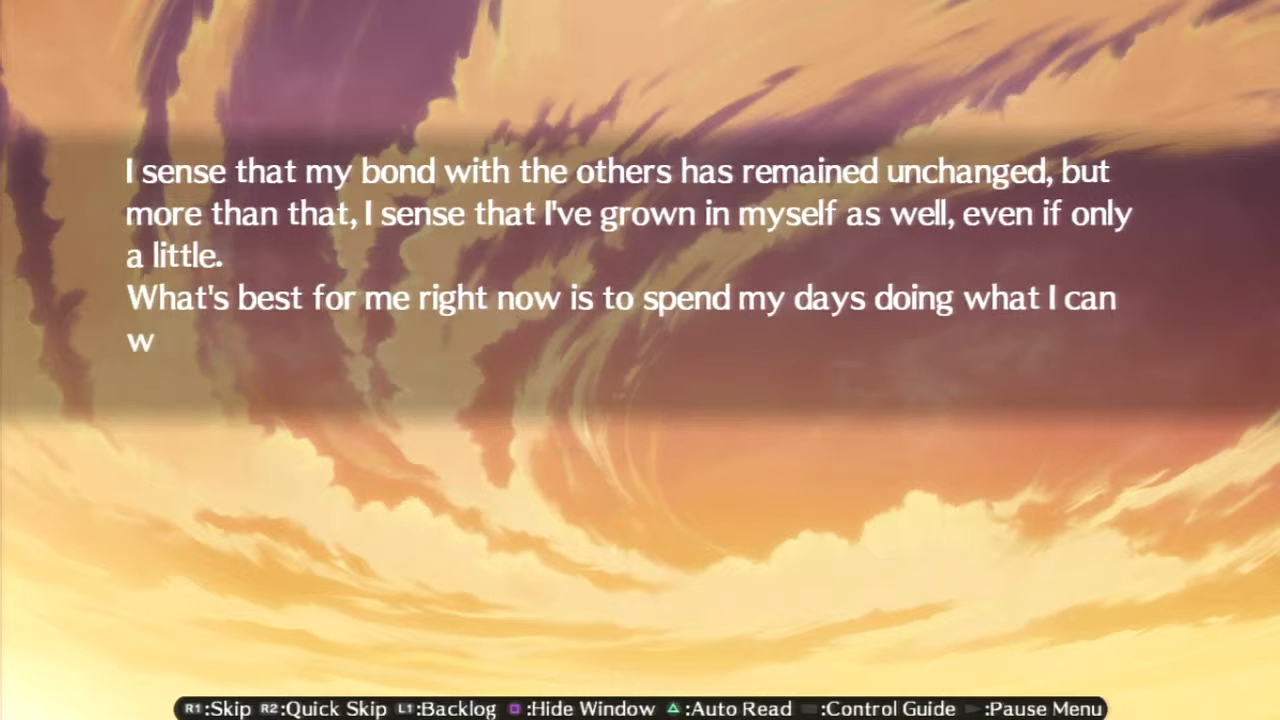 I sense that my bond with the others has remained unchanged, but
more than that, I sense that I've grown in myself as well, even if only
a little.
What's best for me right now is to spend my days doing what I can
w
R1:Skip R2:Quick Skip L1:Backlog :Hide Window :Auto Read :Control Guide :Pause Menu